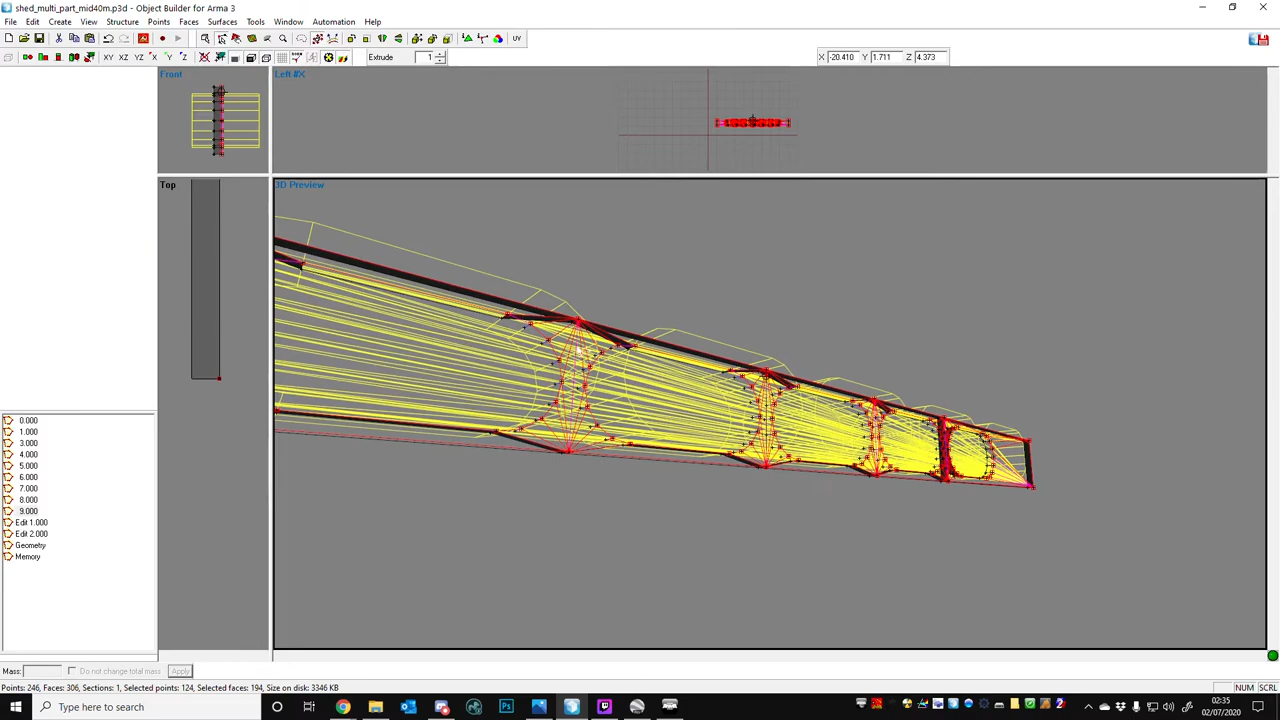 shed_multi_part_mid40m.p3d - Object Builder for Arma 3
File Edit Create View Structure Points Faces Surfaces Tools Window Automation Help
UV
XY XZ YZ X Y Z Extrude 1 X -20.410 Y 1.711 Z 4.373
Front
Left #X
Top
3D Preview
0.000
1.000
3.000
4.000
5.000
6.000
7.000
8.000
9.000
Edit 1.000
Edit 2.000
Geometry
Memory
Mass: Do not change total mass Apply
Points: 246, Faces: 306, Sections: 1, Selected points: 124, Selected faces: 194, Size on disk: 3346 KB
NUM SCRL
Type here to search
02:35
02/07/2020